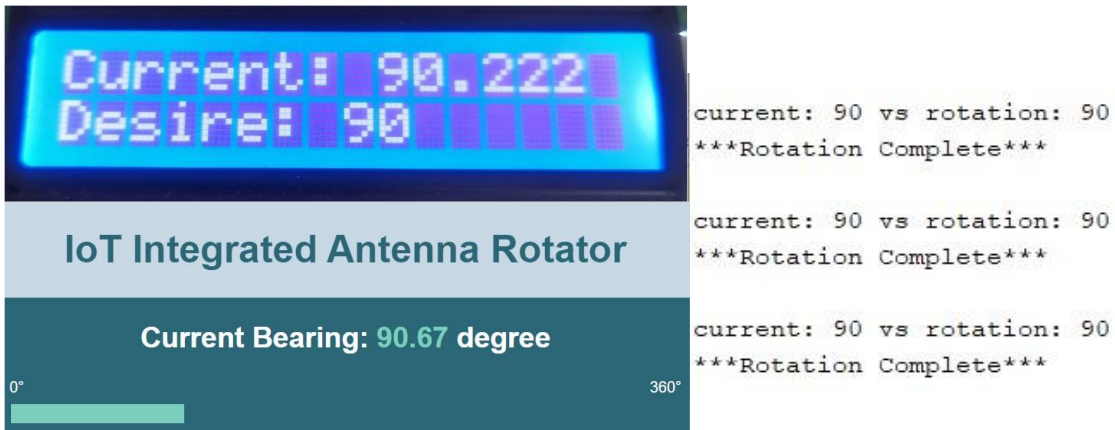 Current: 90.222
Desire: 90
IoT Integrated Antenna Rotator
Current Bearing: 90.67 degree
0°
360°
current: 90 vs rotation: 90
***Rotation Complete***
current: 90 vs rotation: 90
***Rotation Complete***
current: 90 vs rotation: 90
***Rotation Complete***